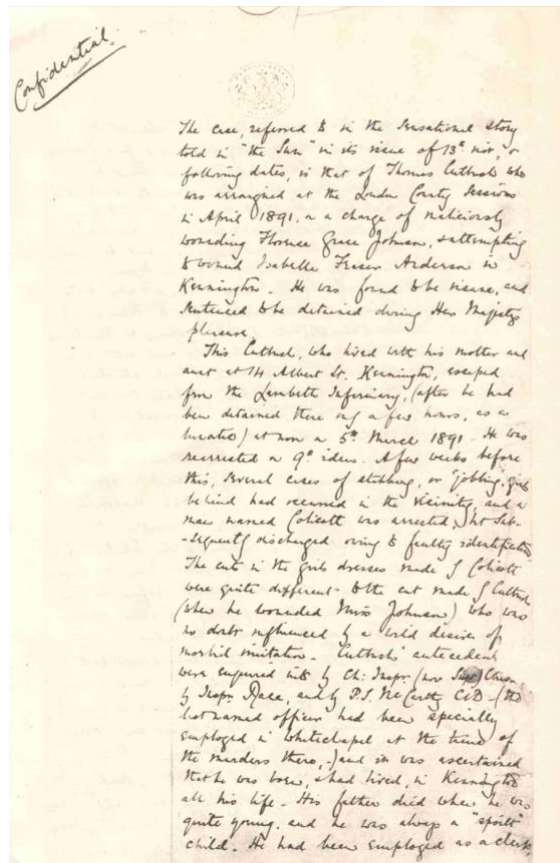 Confidential.
The case, referred to in the sensational story
told in "the Sun" in its issue of 13th inst, &
following dates, is that of Thomas Cutbush who
was arraigned at the London County Sessions
in April 1891, on a charge of maliciously
wounding Florence Grace Johnson, & attempting
to wound Isabelle Fraser Anderson in
Kennington. He was found to be insane, and
sentenced to be detained during Her Majesty's
pleasure.
This Cutbush, who lived with his mother and
aunt at 14 Albert St. Kennington, escaped
from the Lambeth Infirmary, (after he had
been detained there only a few hours, as a
lunatic) at noon on 5th March 1891. He was
rearrested on 9th idem. A few weeks before
this, several cases of stabbing, or "jobbing," girls
behind had occurred in the vicinity, and a
man named Colicott was arrested, but sub-
-sequently discharged owing to faulty identification
The cuts in the girls dresses made by Colicott
were quite different to the cut made by Cutbush
(when he wounded Miss Johnson) who was
no doubt influenced by a wild desire of
morbid imitation. Cutbush's antecedents
were enquired into by Ch: Inspr. (now Supt.) Chis
by Inspr. Race, and by P.S. McCarthy CID - (the
last named officer had been specially
employed in Whitechapel at the time of
the murders there,-) and it was ascertained
that he was born, & had lived, in Kennington
all his life. His father died when he was
quite young, and he was always a "spoilt"
child. He had been employed as a clerk